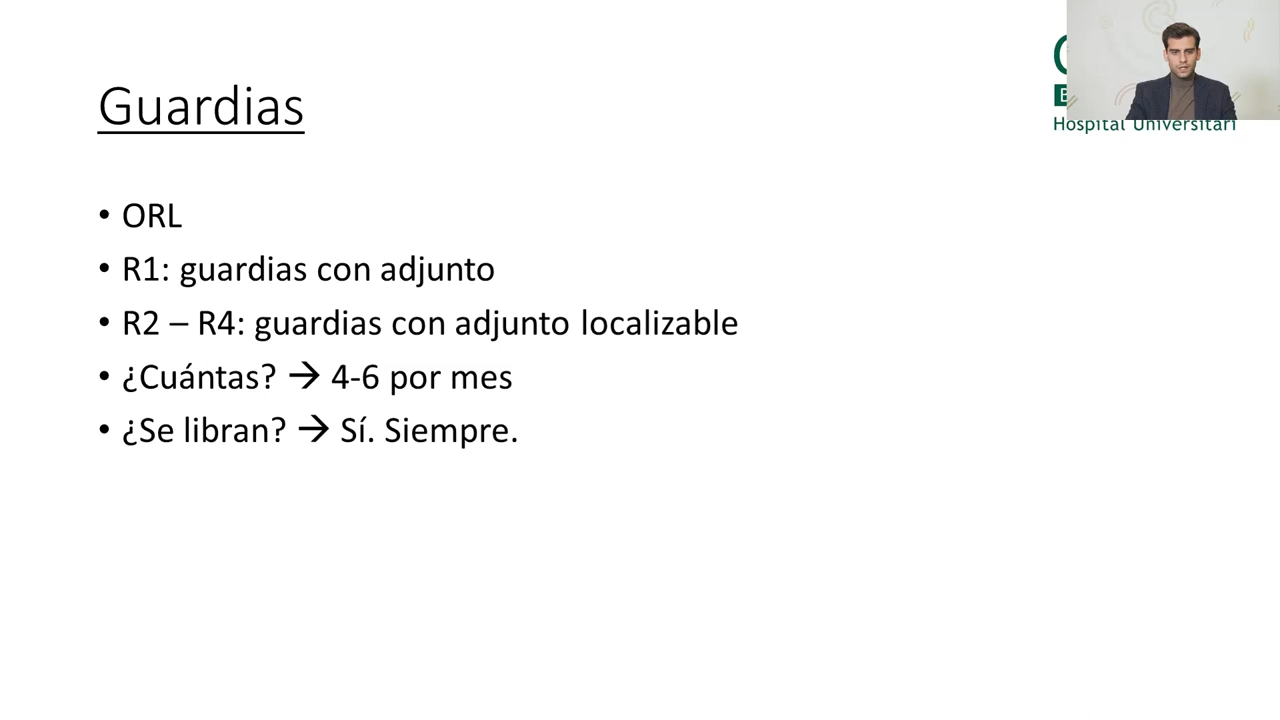 Guardias
Hospital Universitari
• ORL
• R1: guardias con adjunto
• R2 – R4: guardias con adjunto localizable
• ¿Cuántas? → 4-6 por mes
• ¿Se libran? → Sí. Siempre.